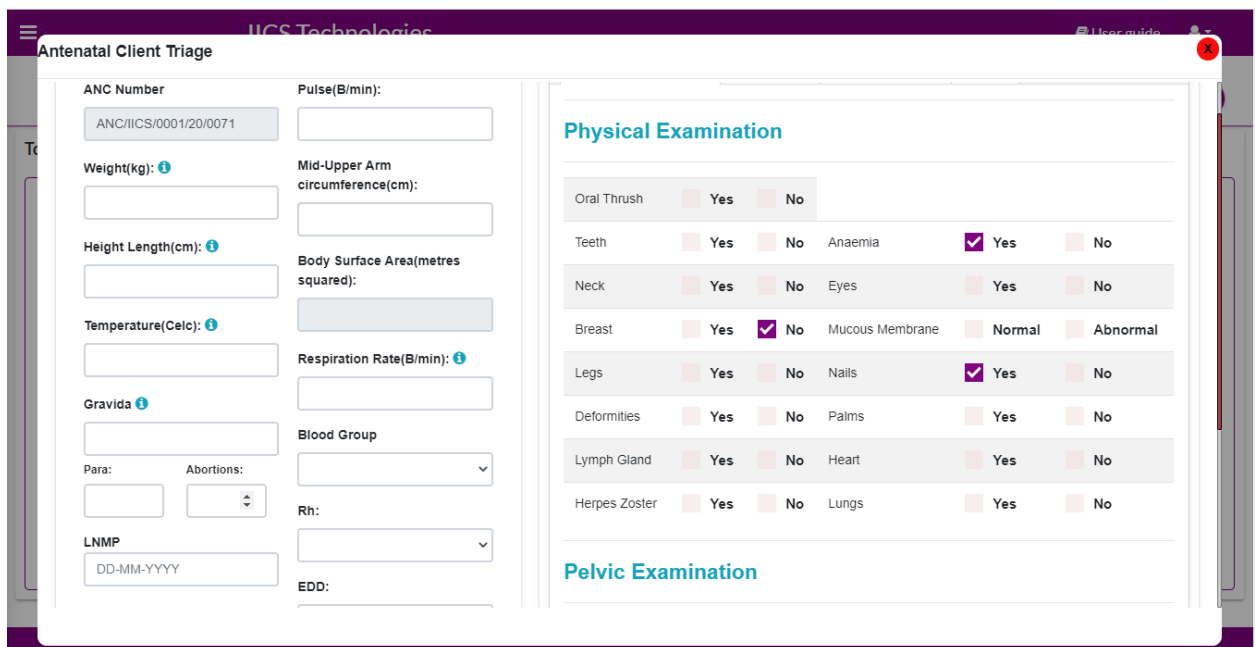 IICS Technologies
User guide
Antenatal Client Triage
X
ANC Number
ANC/IICS/0001/20/0071
Weight(kg):
Height Length(cm):
Temperature(Celc):
Gravida
Para: Abortions:
LNMP
DD-MM-YYYY
Pulse(B/min):
Mid-Upper Arm
circumference(cm):
Body Surface Area(metres
squared):
Respiration Rate(B/min):
Blood Group
Rh:
EDD:
Physical Examination
Oral Thrush Yes No
Teeth Yes No Anaemia Yes No
Neck Yes No Eyes Yes No
Breast Yes No Mucous Membrane Normal Abnormal
Legs Yes No Nails Yes No
Deformities Yes No Palms Yes No
Lymph Gland Yes No Heart Yes No
Herpes Zoster Yes No Lungs Yes No
Pelvic Examination